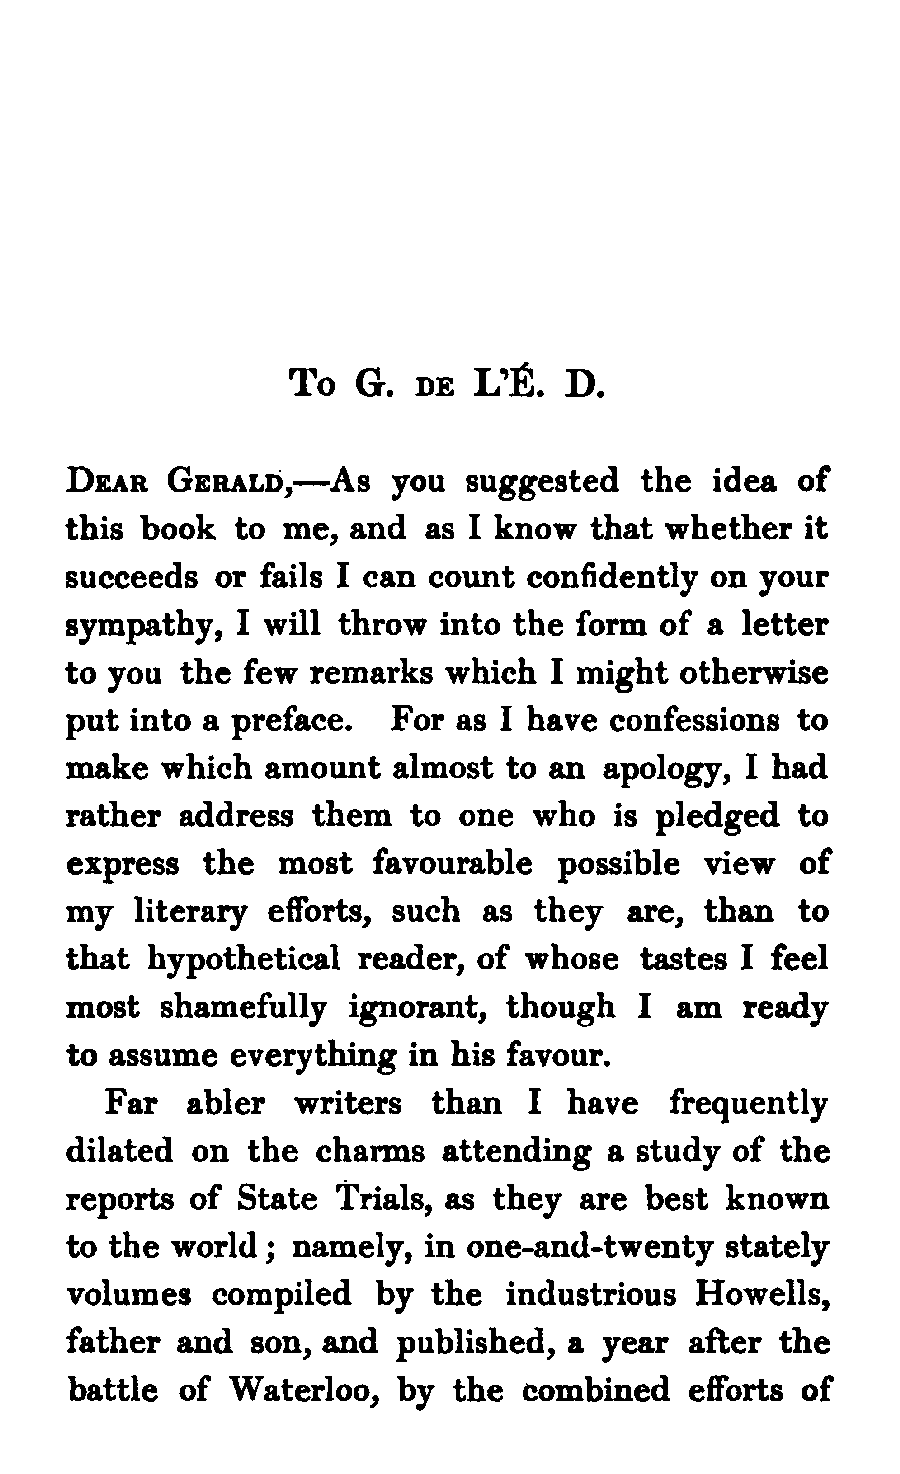 To G. de L'É. D.
Dear Gerald,—As you suggested the idea of
this book to me, and as I know that whether it
succeeds or fails I can count confidently on your
sympathy, I will throw into the form of a letter
to you the few remarks which I might otherwise
put into a preface. For as I have confessions to
make which amount almost to an apology, I had
rather address them to one who is pledged to
express the most favourable possible view of
my literary efforts, such as they are, than to
that hypothetical reader, of whose tastes I feel
most shamefully ignorant, though I am ready
to assume everything in his favour.
Far abler writers than I have frequently
dilated on the charms attending a study of the
reports of State Trials, as they are best known
to the world; namely, in one-and-twenty stately
volumes compiled by the industrious Howells,
father and son, and published, a year after the
battle of Waterloo, by the combined efforts of